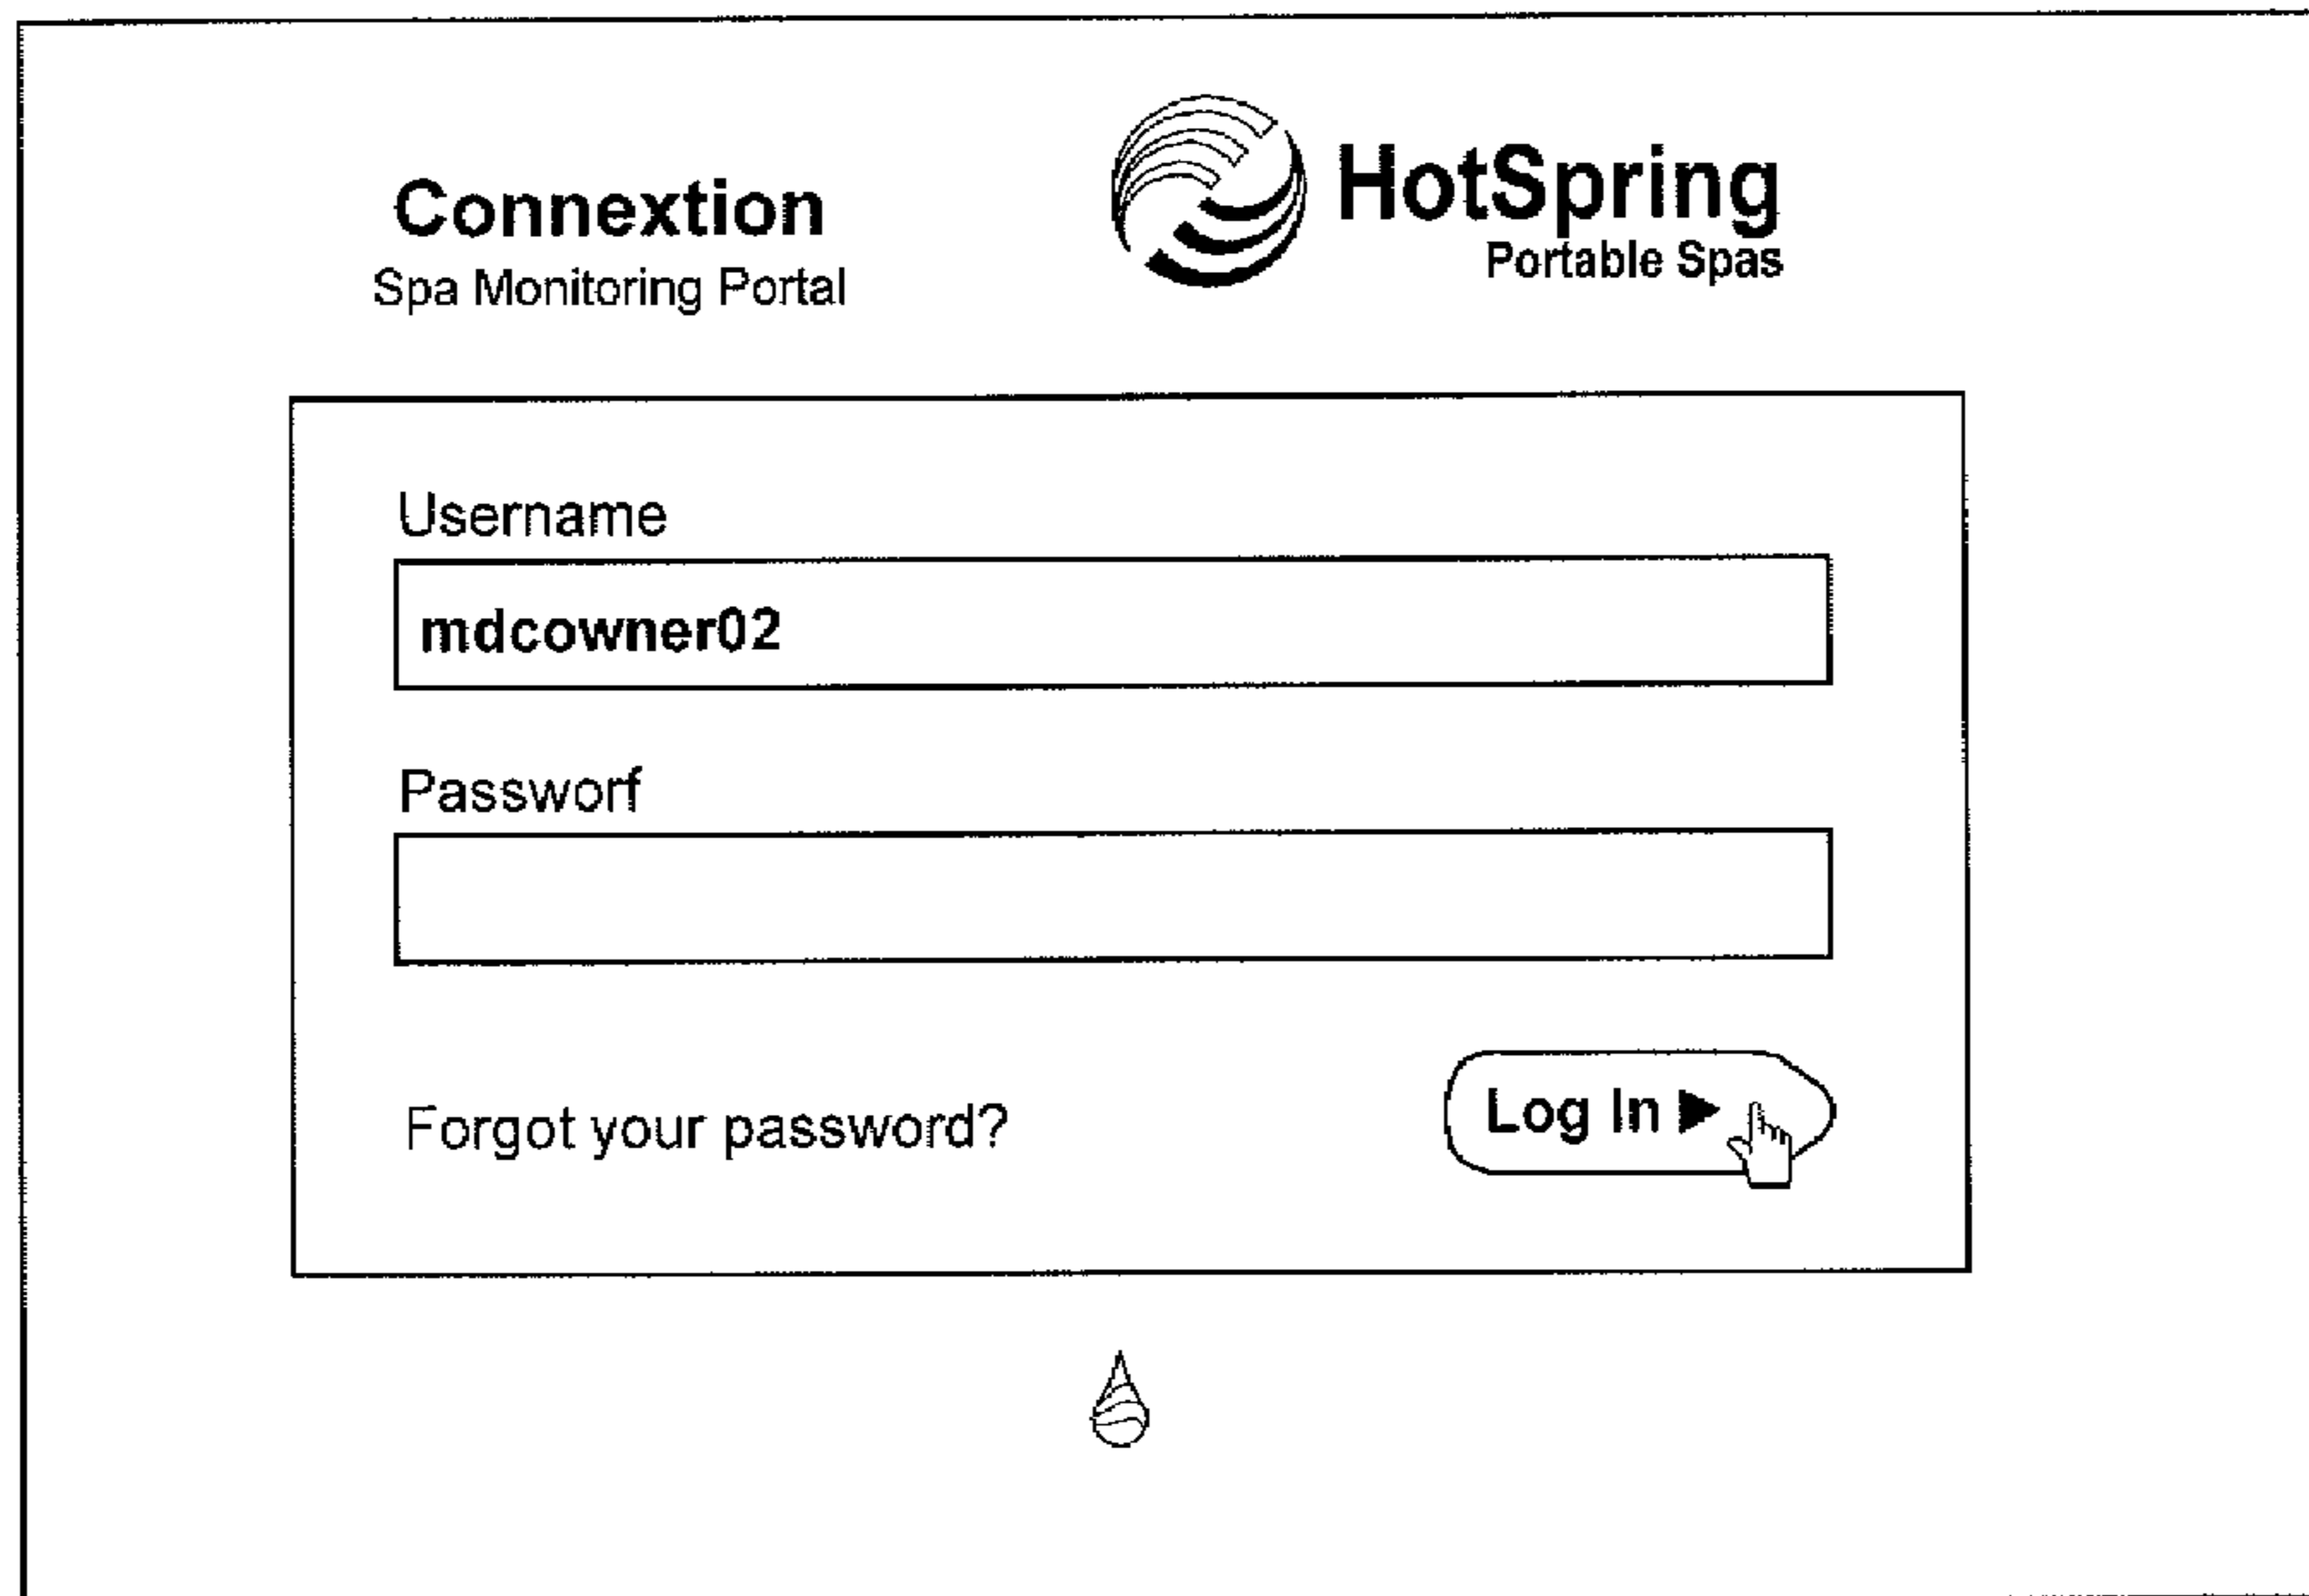 Connextion
Spa Monitoring Portal
HotSpring
Portable Spas
Username
mdcowner02
Passworf
Forgot your password?
Log In